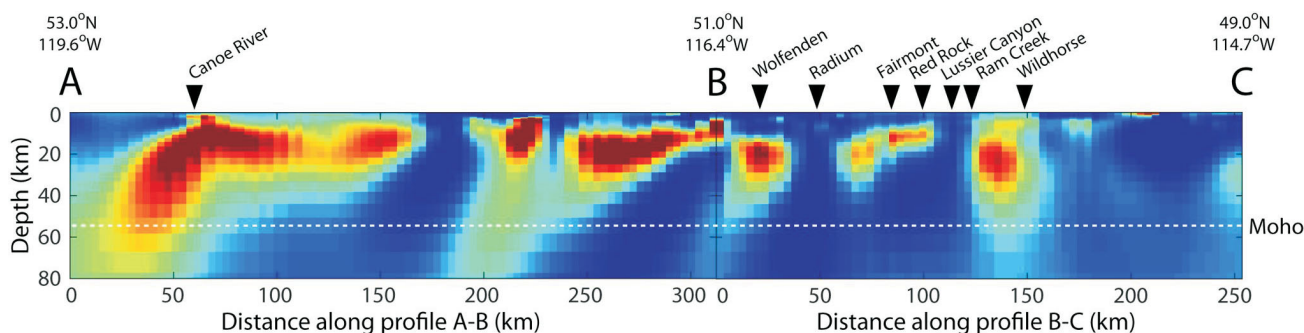 53.0°N
119.6°W
51.0°N
116.4°W
49.0°N
114.7°W
A
Canoe River
B
Wolfenden
Radium
Fairmont
Red Rock
Lussier Canyon
Ram Creek
Wildhorse
C
Depth (km)
0
20
40
60
80
Moho
0
50
100
150
200
250
300
0
50
100
150
200
250
Distance along profile A-B (km)
Distance along profile B-C (km)